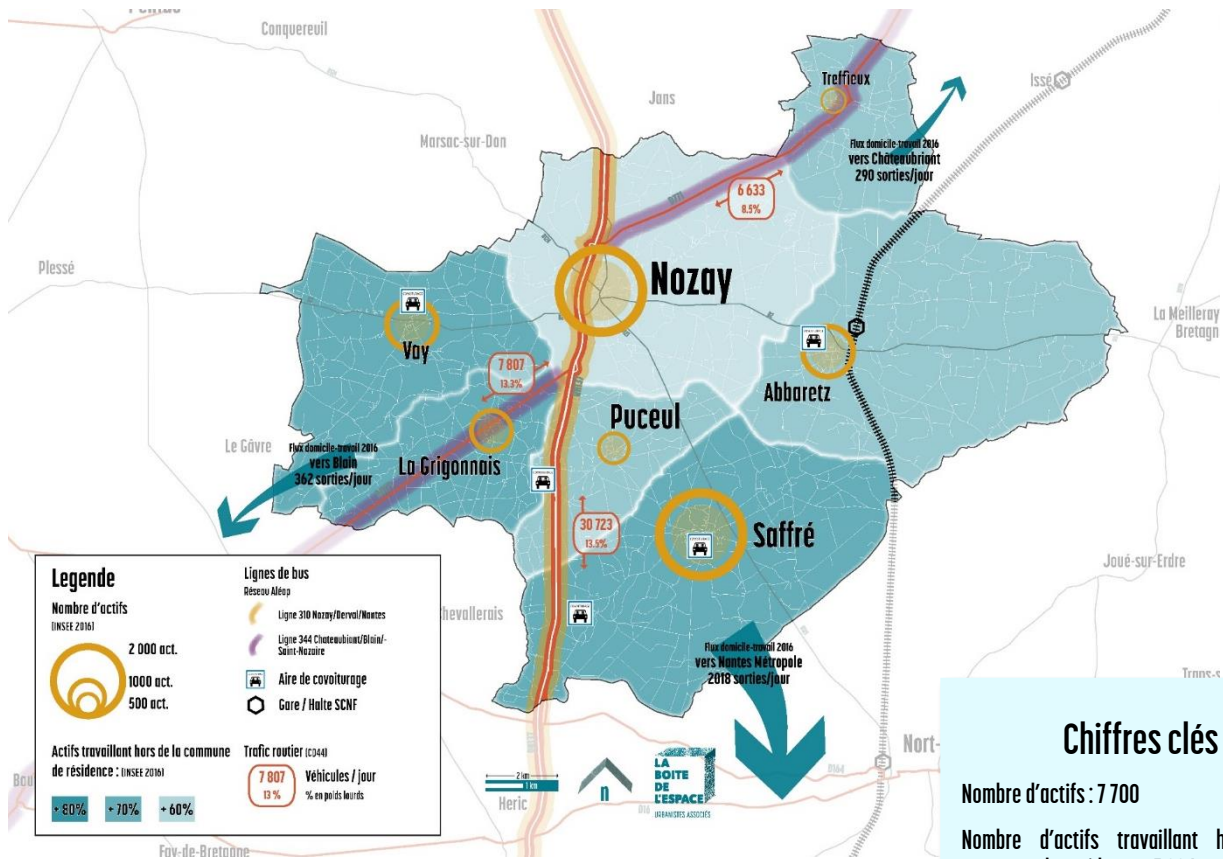 Conquereuil
Treffieux
Issé
Jans
Flux domicile-travail 2016
vers Châteaubriant
290 sorties/jour
Marsac-sur-Don
6 633
8.5%
Plessé
Nozay
La Meilleray
Bretagn
Vay
7 807
13.3%
Abbaretz
Puceul
Le Gâvre
Flux domicile-travail 2016
vers Blain
362 sorties/jour
La Grigonnais
30 723
13.5%
Saffré
Joué-sur-Erdre
hevallerais
Flux domicile-travail 2016
vers Nantes Métropole
2018 sorties/jour
Trans-s
Nort-
Legende
Nombre d'actifs
(INSEE 2016)
2 000 act.
1000 act.
500 act.
Actifs travaillant hors de la commune
de résidence : (INSEE 2016)
+ 80% + 70% + 60%
Lignes de bus
Réseau Aléop
Ligne 310 Nozay/Derval/Nantes
Ligne 344 Chateaubiant/Blain/-
Saint-Nazaire
Aire de covoiturage
Gare / Halte SCNF
Trafic routier (CD44)
7 807
13 %
Véhicules / jour
% en poids lourds
2 km
1 km
n
LA
BOITE
DE
L'ESPACE
URBANISTES ASSOCIÉS
Heric
Fay-de-Bretagne
Chiffres clés
Nombre d'actifs : 7 700
Nombre d'actifs travaillant h